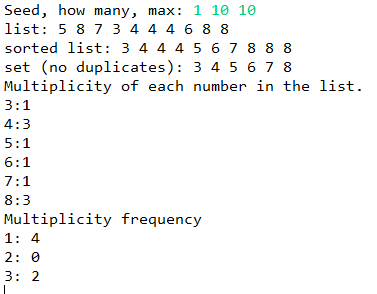 Seed, how many, max: 1 10 10
list: 5 8 7 3 4 4 4 6 8 8
sorted list: 3 4 4 4 5 6 7 8 8 8
set (no duplicates): 3 4 5 6 7 8
Multiplicity of each number in the list.
3:1
4:3
5:1
6:1
7:1
8:3
Multiplicity frequency
1: 4
2: 0
3: 2